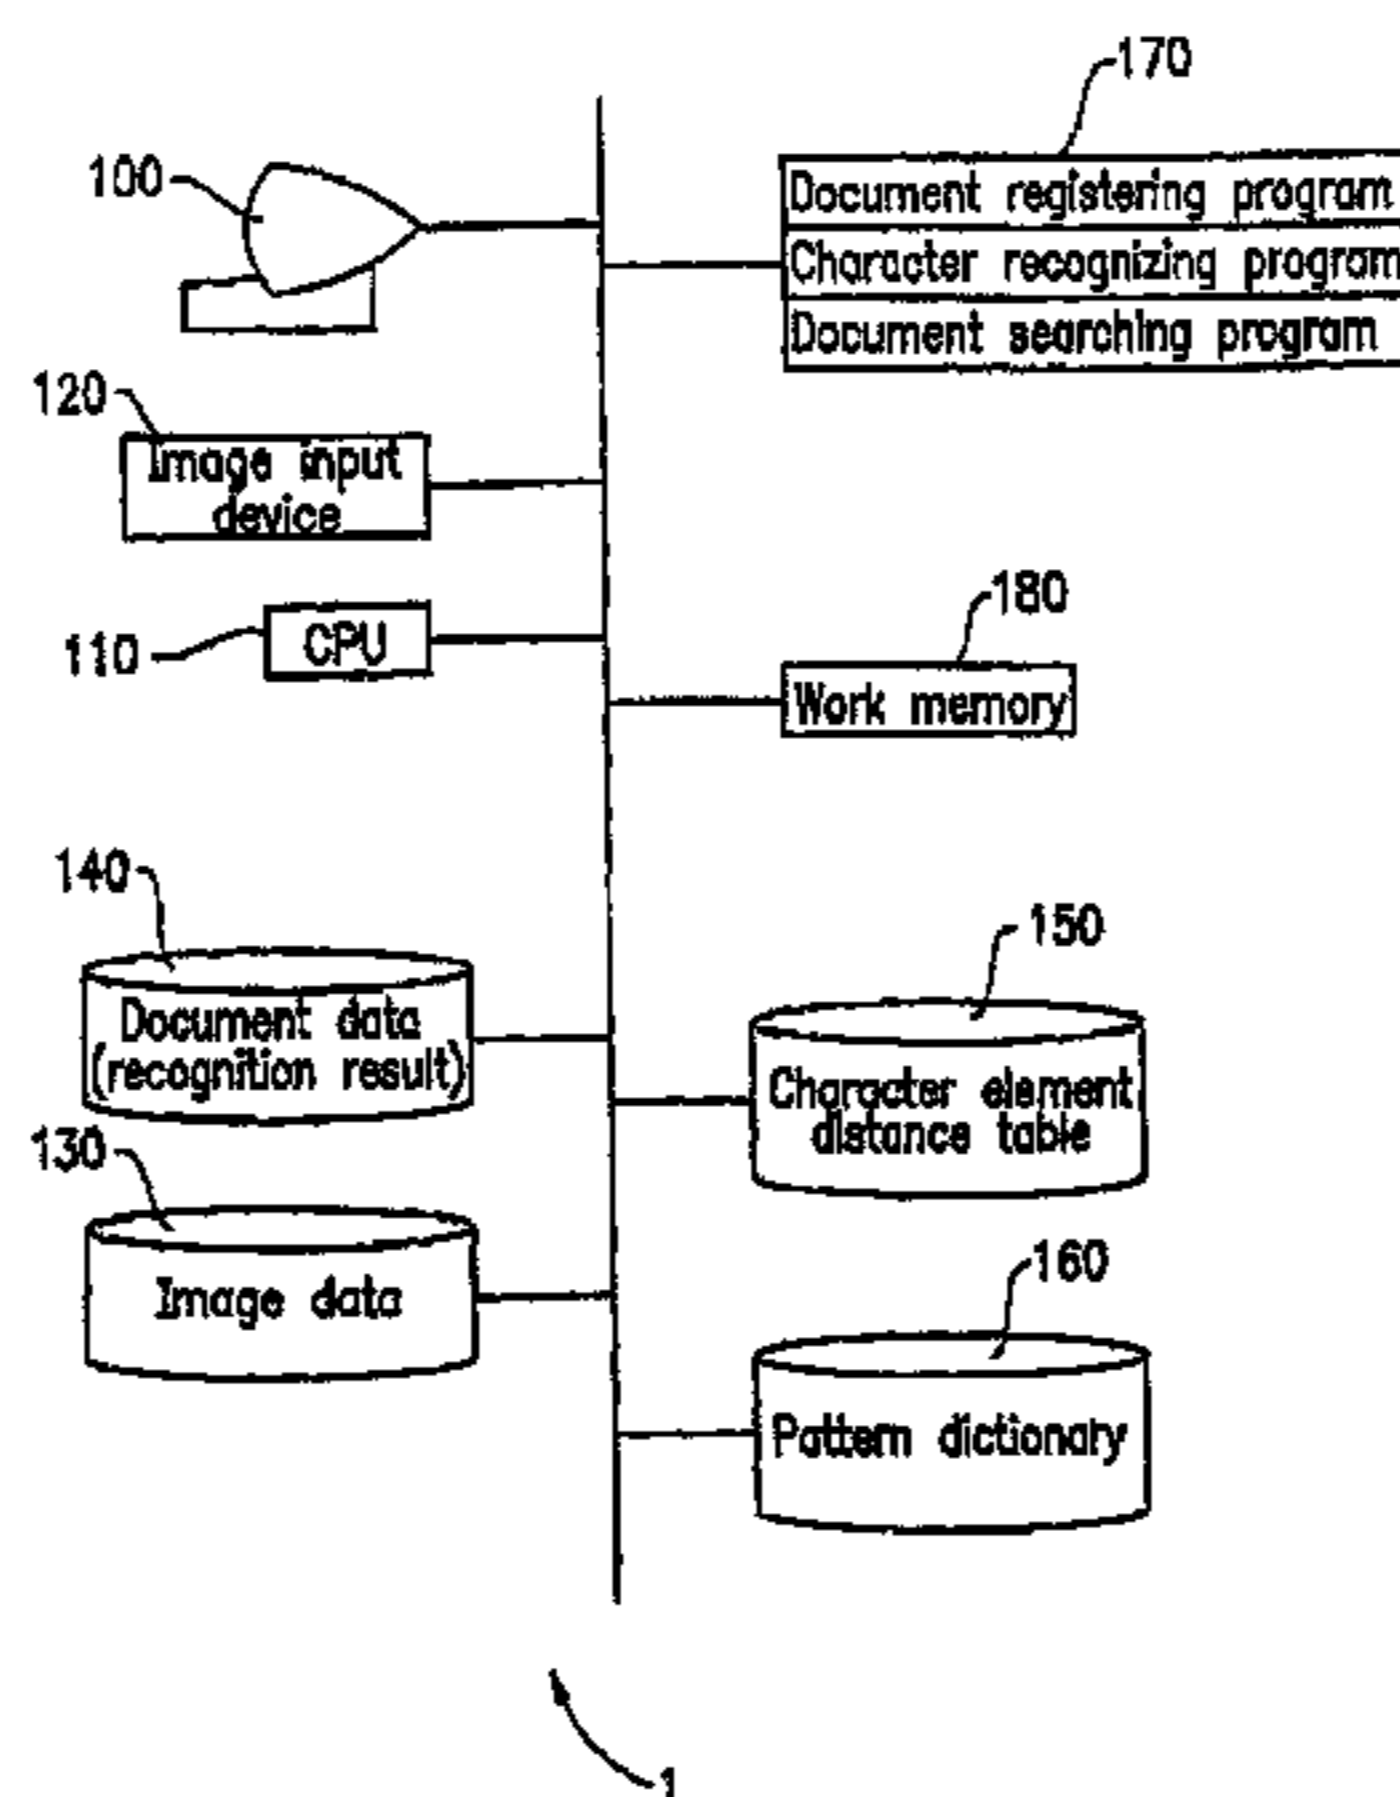 170
100
Document registering program
Character recognizing program
Document searching program
120
Image input
device
180
110
CPU
Work memory
140
150
Document data
(recognition result)
Character element
distance table
130
160
Image data
Pattern dictionary
1